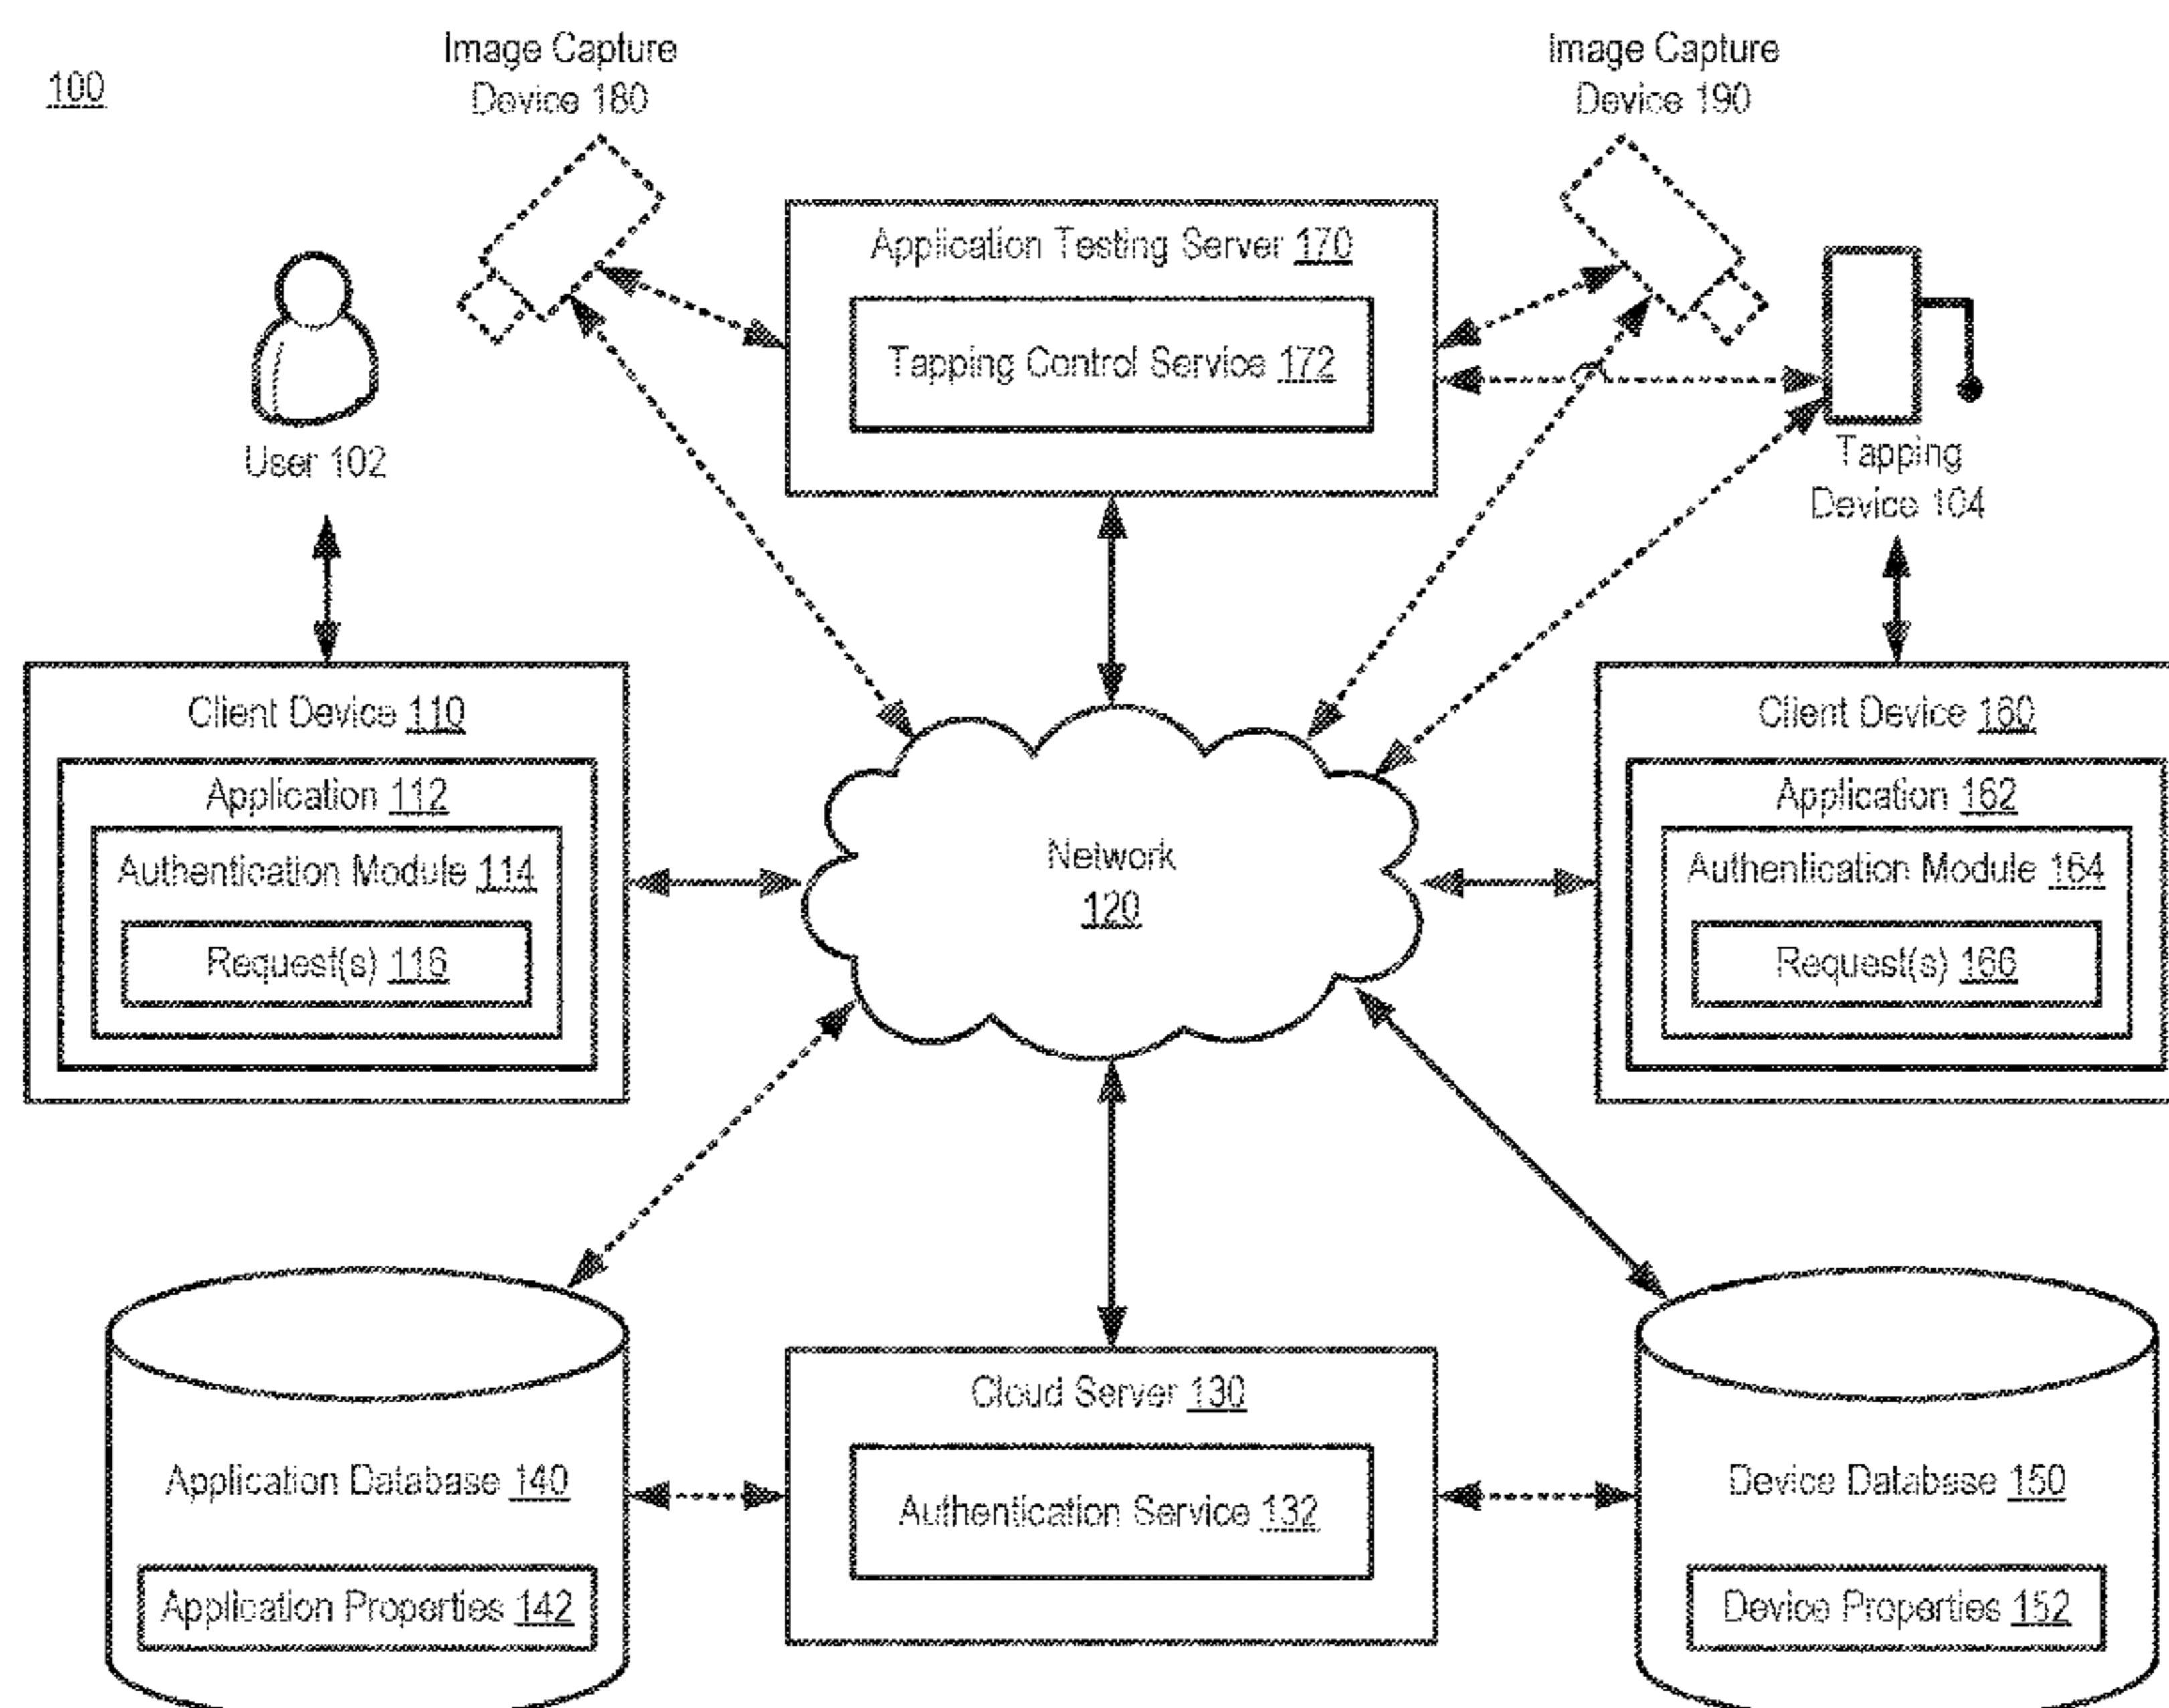 100
Image Capture
Device 180
Image Capture
Device 190
Application Testing Server 170
Tapping Control Service 172
User 102
Tapping
Device 104
Client Device 110
Application 112
Authentication Module 114
Request(s) 116
Network
120
Client Device 160
Application 162
Authentication Module 164
Request(s) 166
Application Database 140
Application Properties 142
Cloud Server 130
Authentication Service 132
Device Database 150
Device Properties 152